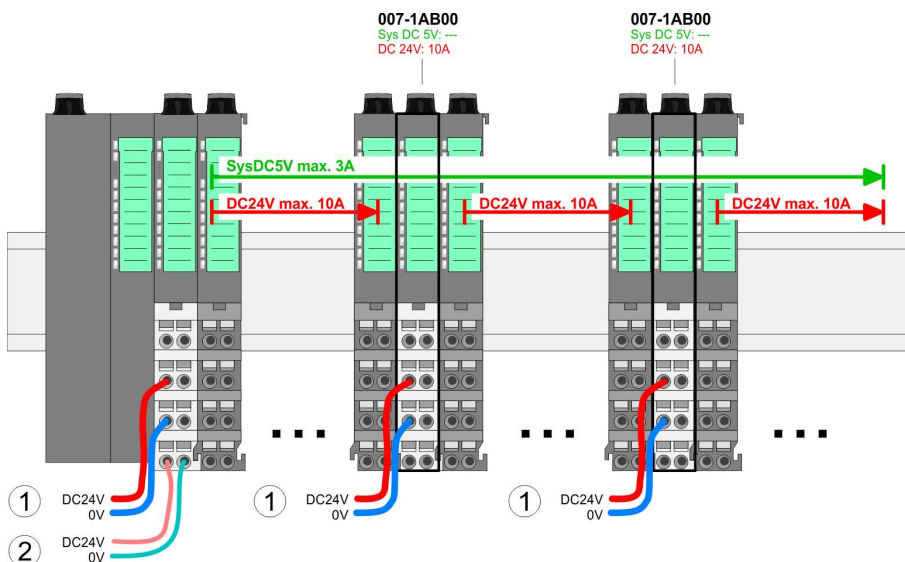 007-1AB00
Sys DC 5V: ---
DC 24V: 10A
007-1AB00
Sys DC 5V: ---
DC 24V: 10A
SysDC5V max. 3A
DC24V max. 10A
DC24V max. 10A
DC24V max. 10A
1 DC24V
0V
1 DC24V
0V
1 DC24V
0V
2 DC24V
0V